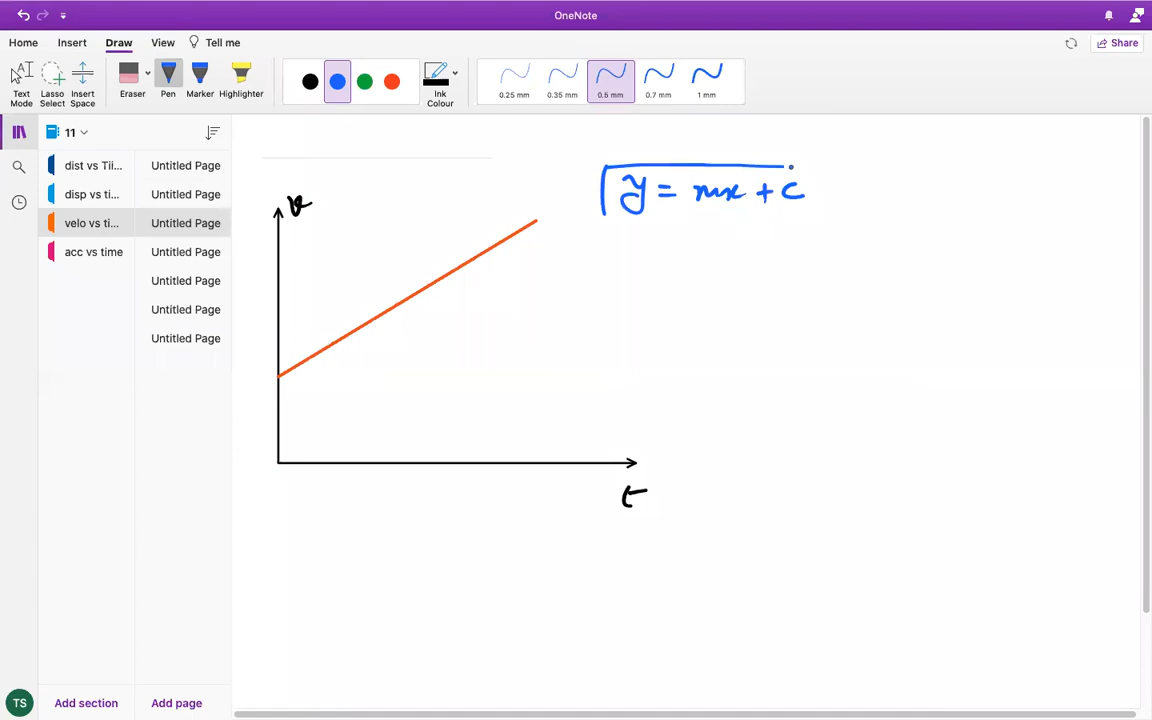 OneNote
Home Insert Draw View Tell me
Share
Text Mode
Lasso Select
Insert Space
Eraser
Pen
Marker
Highlighter
Ink Colour
0.25 mm
0.35 mm
0.5 mm
0.7 mm
1 mm
11
dist vs Tii...
disp vs ti...
velo vs ti...
acc vs time
Untitled Page
Untitled Page
Untitled Page
Untitled Page
Untitled Page
Untitled Page
Untitled Page
v
y = mx + c
t
TS
Add section
Add page